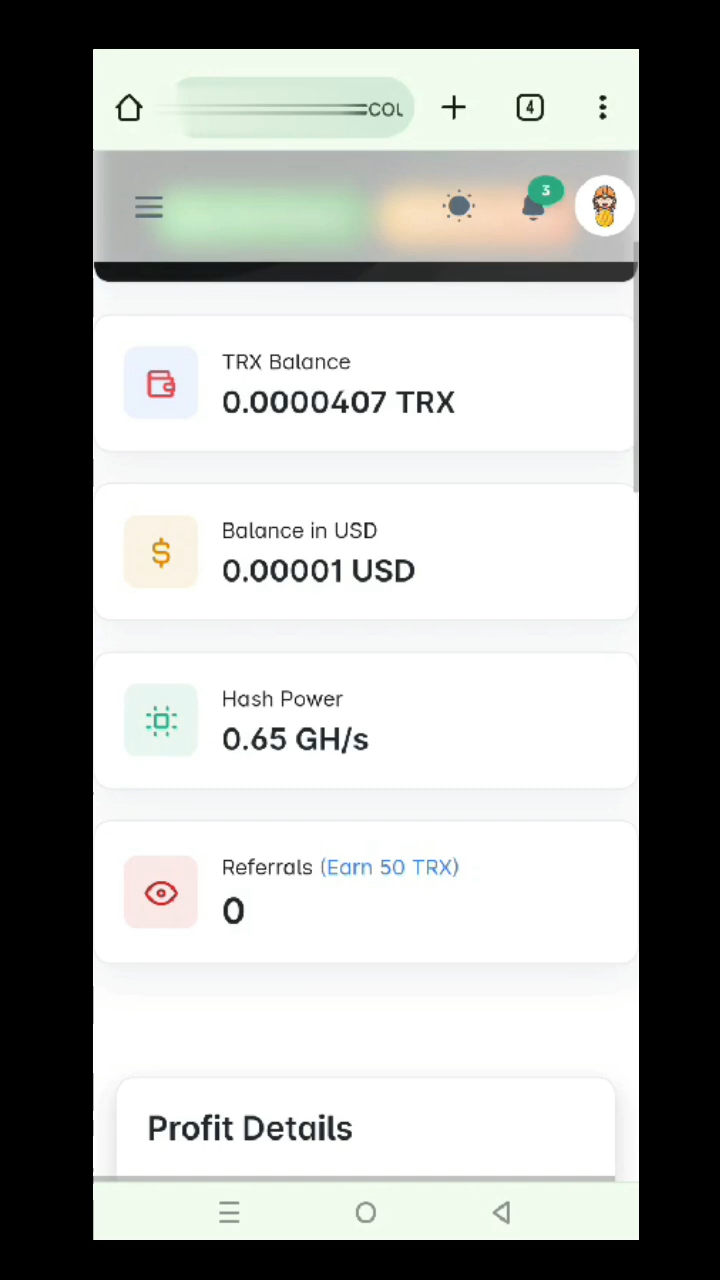 COL
4
3
TRX Balance
0.0000407 TRX
Balance in USD
0.00001 USD
Hash Power
0.65 GH/s
Referrals (Earn 50 TRX)
0
Profit Details